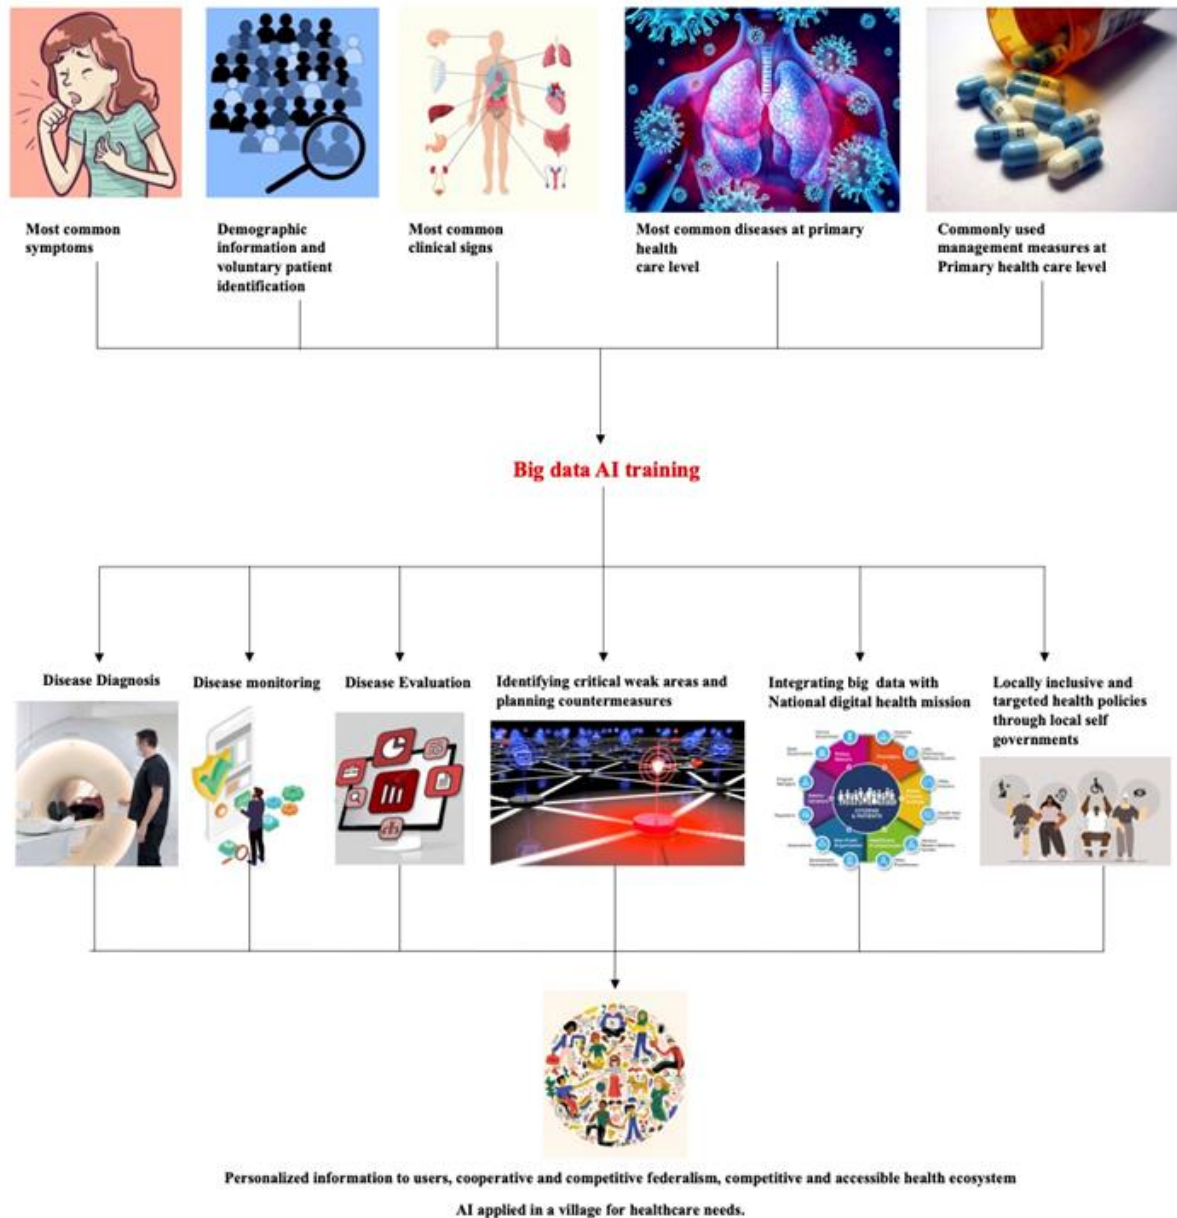 Most common
symptoms
Demographic
information and
voluntary patient
identification
Most common
clinical signs
Most common diseases at primary
health
care level
Commonly used
management measures at
Primary health care level
Big data AI training
Disease Diagnosis
Disease monitoring
Disease Evaluation
Identifying critical weak areas and
planning countermeasures
Integrating big data with
National digital health mission
Locally inclusive and
targeted health policies
through local self
governments
CITIZENS
& PATIENTS
Personalized information to users, cooperative and competitive federalism, competitive and accessible health ecosystem
AI applied in a village for healthcare needs.